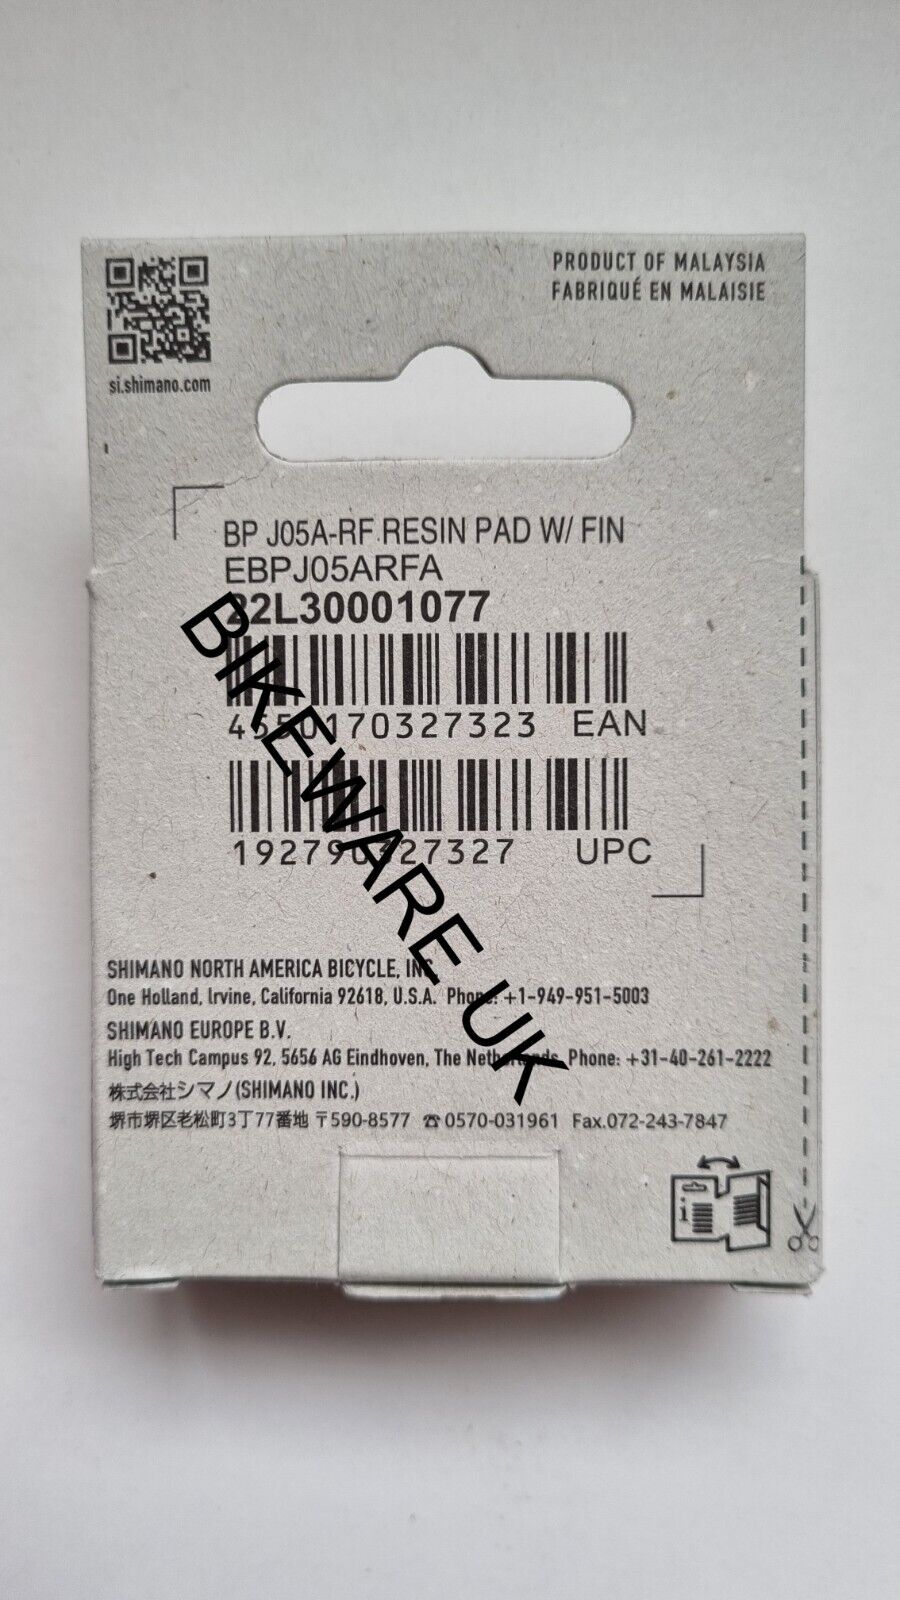 PRODUCT OF MALAYSIA
FABRIQUÉ EN MALAISIE
si.shimano.com
BP J05A-RF RESIN PAD W/ FIN
EBPJ05ARFA
22L30001077
4550170327323 EAN
192790327327 UPC
BIKEWARE UK
SHIMANO NORTH AMERICA BICYCLE, INC.
One Holland, Irvine, California 92618, U.S.A. Phone: +1-949-951-5003
SHIMANO EUROPE B.V.
High Tech Campus 92, 5656 AG Eindhoven, The Netherlands Phone: +31-40-261-2222
株式会社シマノ(SHIMANO INC.)
堺市堺区老松町3丁77番地 〒590-8577 ☎0570-031961 Fax.072-243-7847